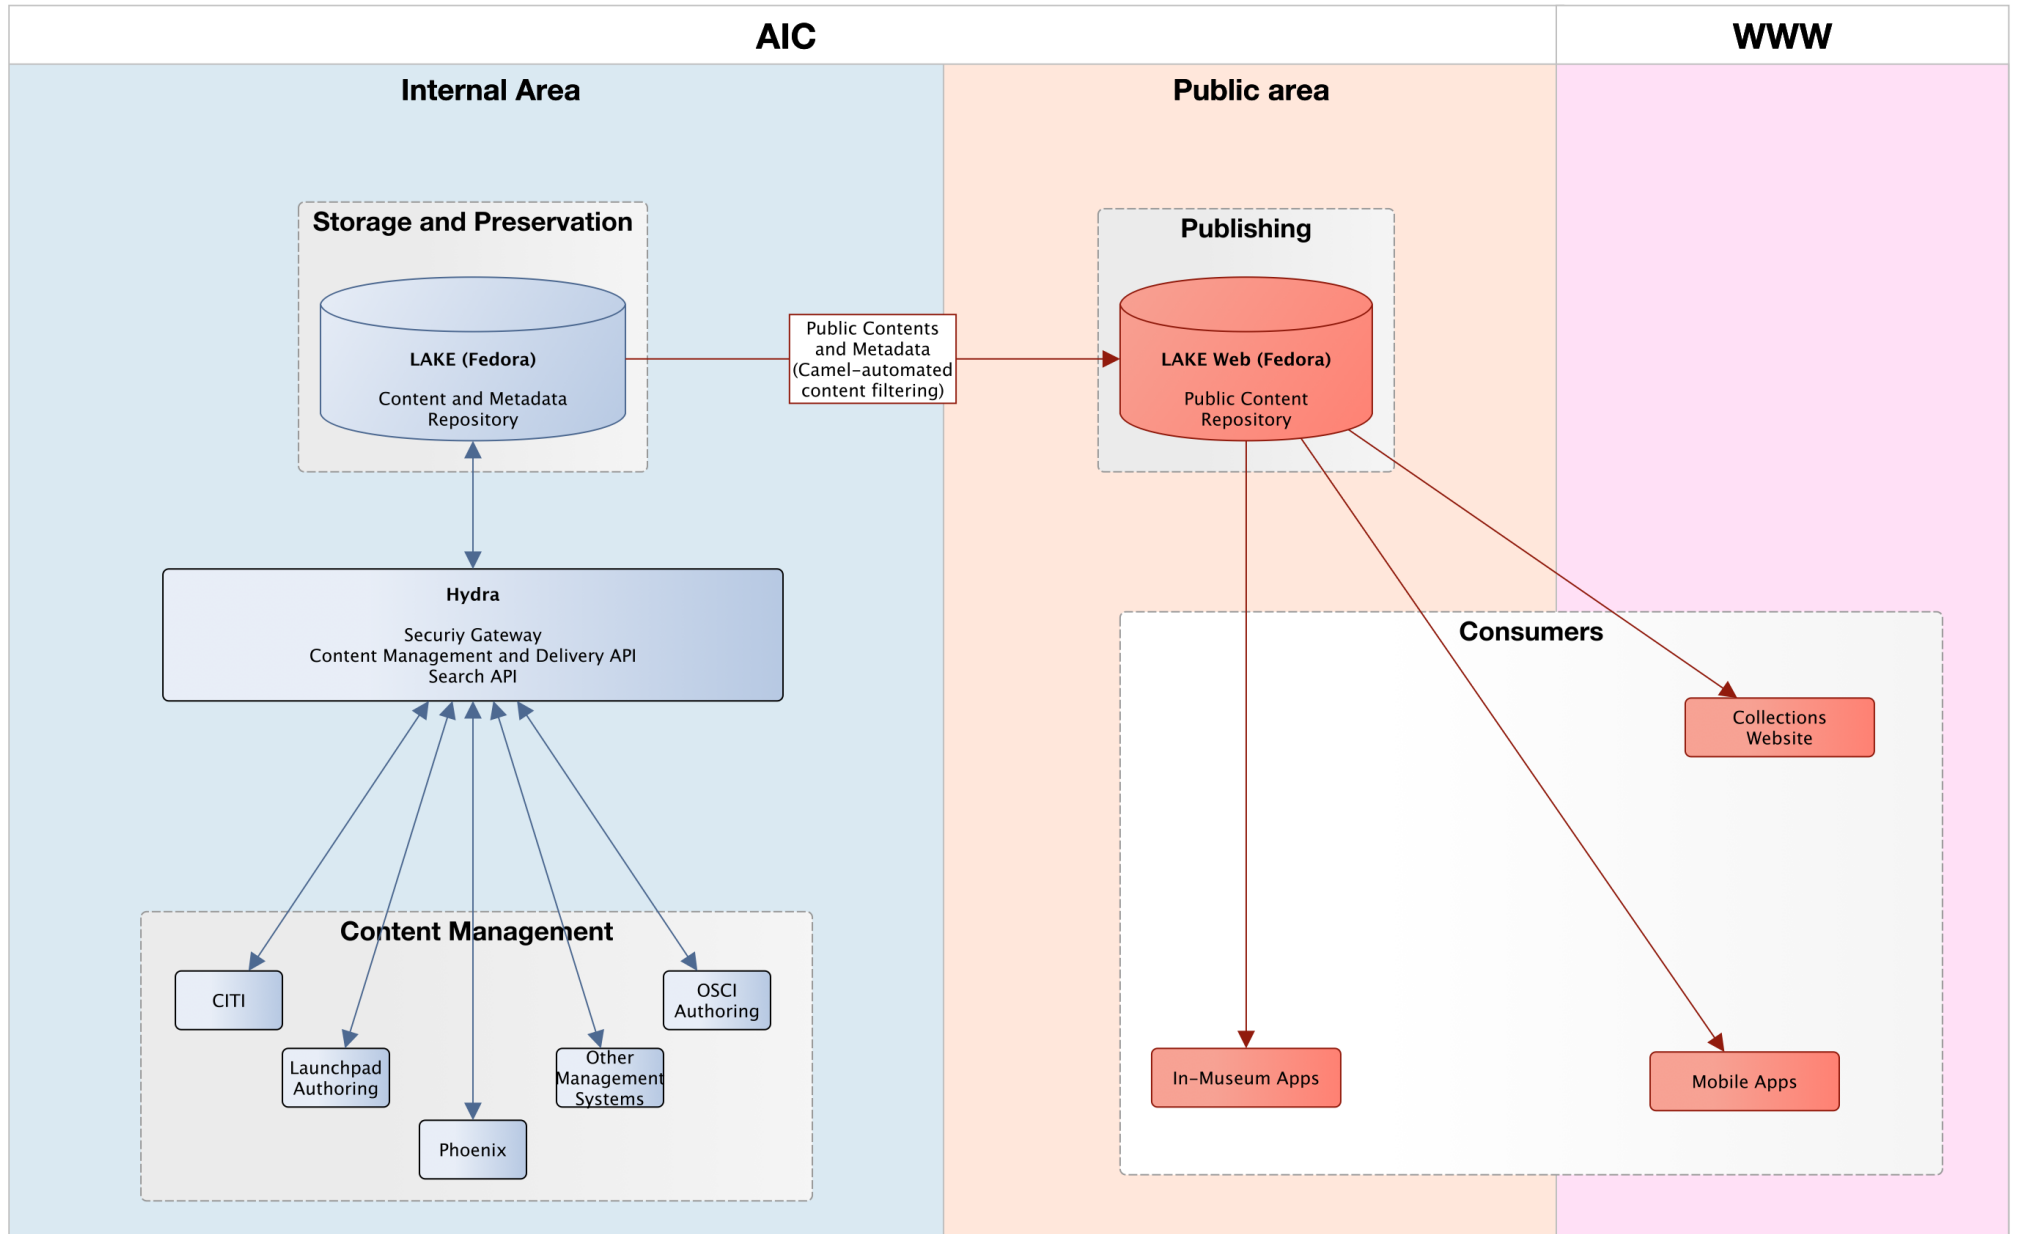 AIC
WWW
Internal Area
Public area
Storage and Preservation
LAKE (Fedora)
Content and Metadata
Repository
Public Contents
and Metadata
(Camel-automated
content filtering)
Publishing
LAKE Web (Fedora)
Public Content
Repository
Hydra
Securiy Gateway
Content Management and Delivery API
Search API
Consumers
Collections
Website
Content Management
CITI
OSCI
Authoring
Launchpad
Authoring
Other
Management
Systems
Phoenix
In-Museum Apps
Mobile Apps